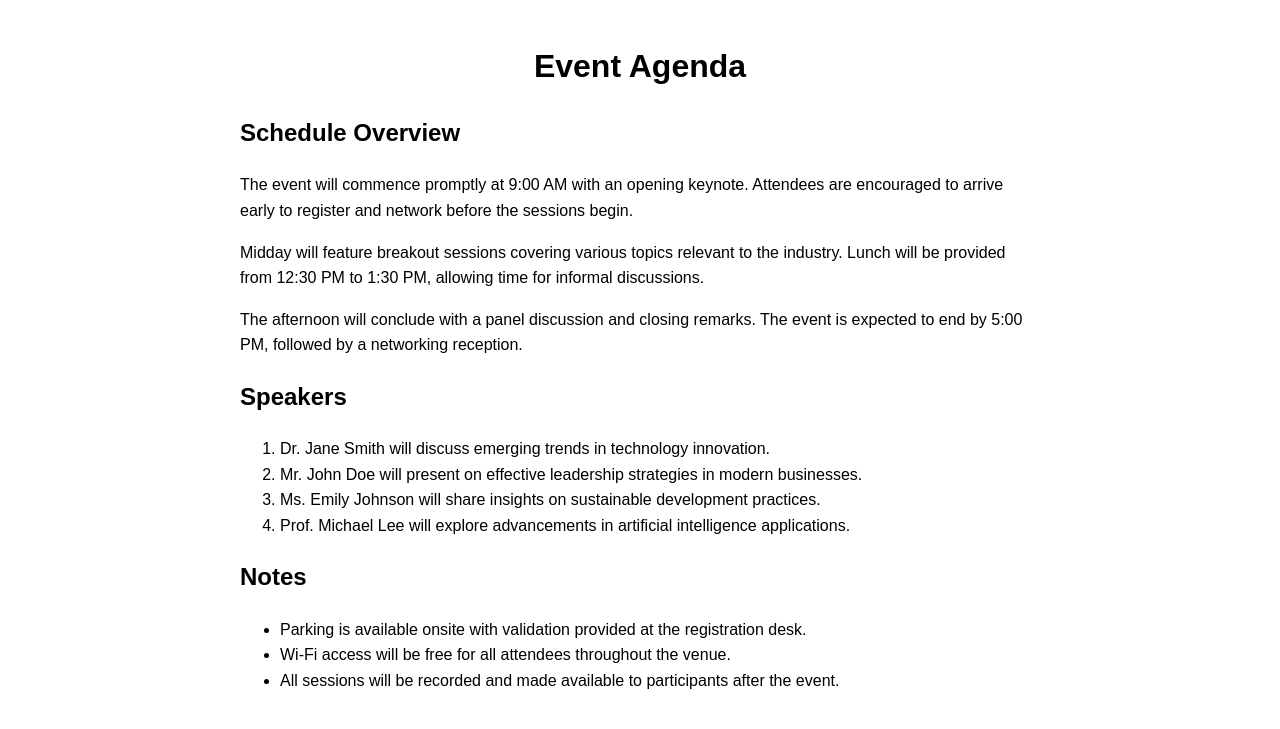 Event Agenda
Schedule Overview
The event will commence promptly at 9:00 AM with an opening keynote. Attendees are encouraged to arrive
early to register and network before the sessions begin.
Midday will feature breakout sessions covering various topics relevant to the industry. Lunch will be provided
from 12:30 PM to 1:30 PM, allowing time for informal discussions.
The afternoon will conclude with a panel discussion and closing remarks. The event is expected to end by 5:00
PM, followed by a networking reception.
Speakers
1. Dr. Jane Smith will discuss emerging trends in technology innovation.
2. Mr. John Doe will present on effective leadership strategies in modern businesses.
3. Ms. Emily Johnson will share insights on sustainable development practices.
4. Prof. Michael Lee will explore advancements in artificial intelligence applications.
Notes
• Parking is available onsite with validation provided at the registration desk.
• Wi-Fi access will be free for all attendees throughout the venue.
• All sessions will be recorded and made available to participants after the event.